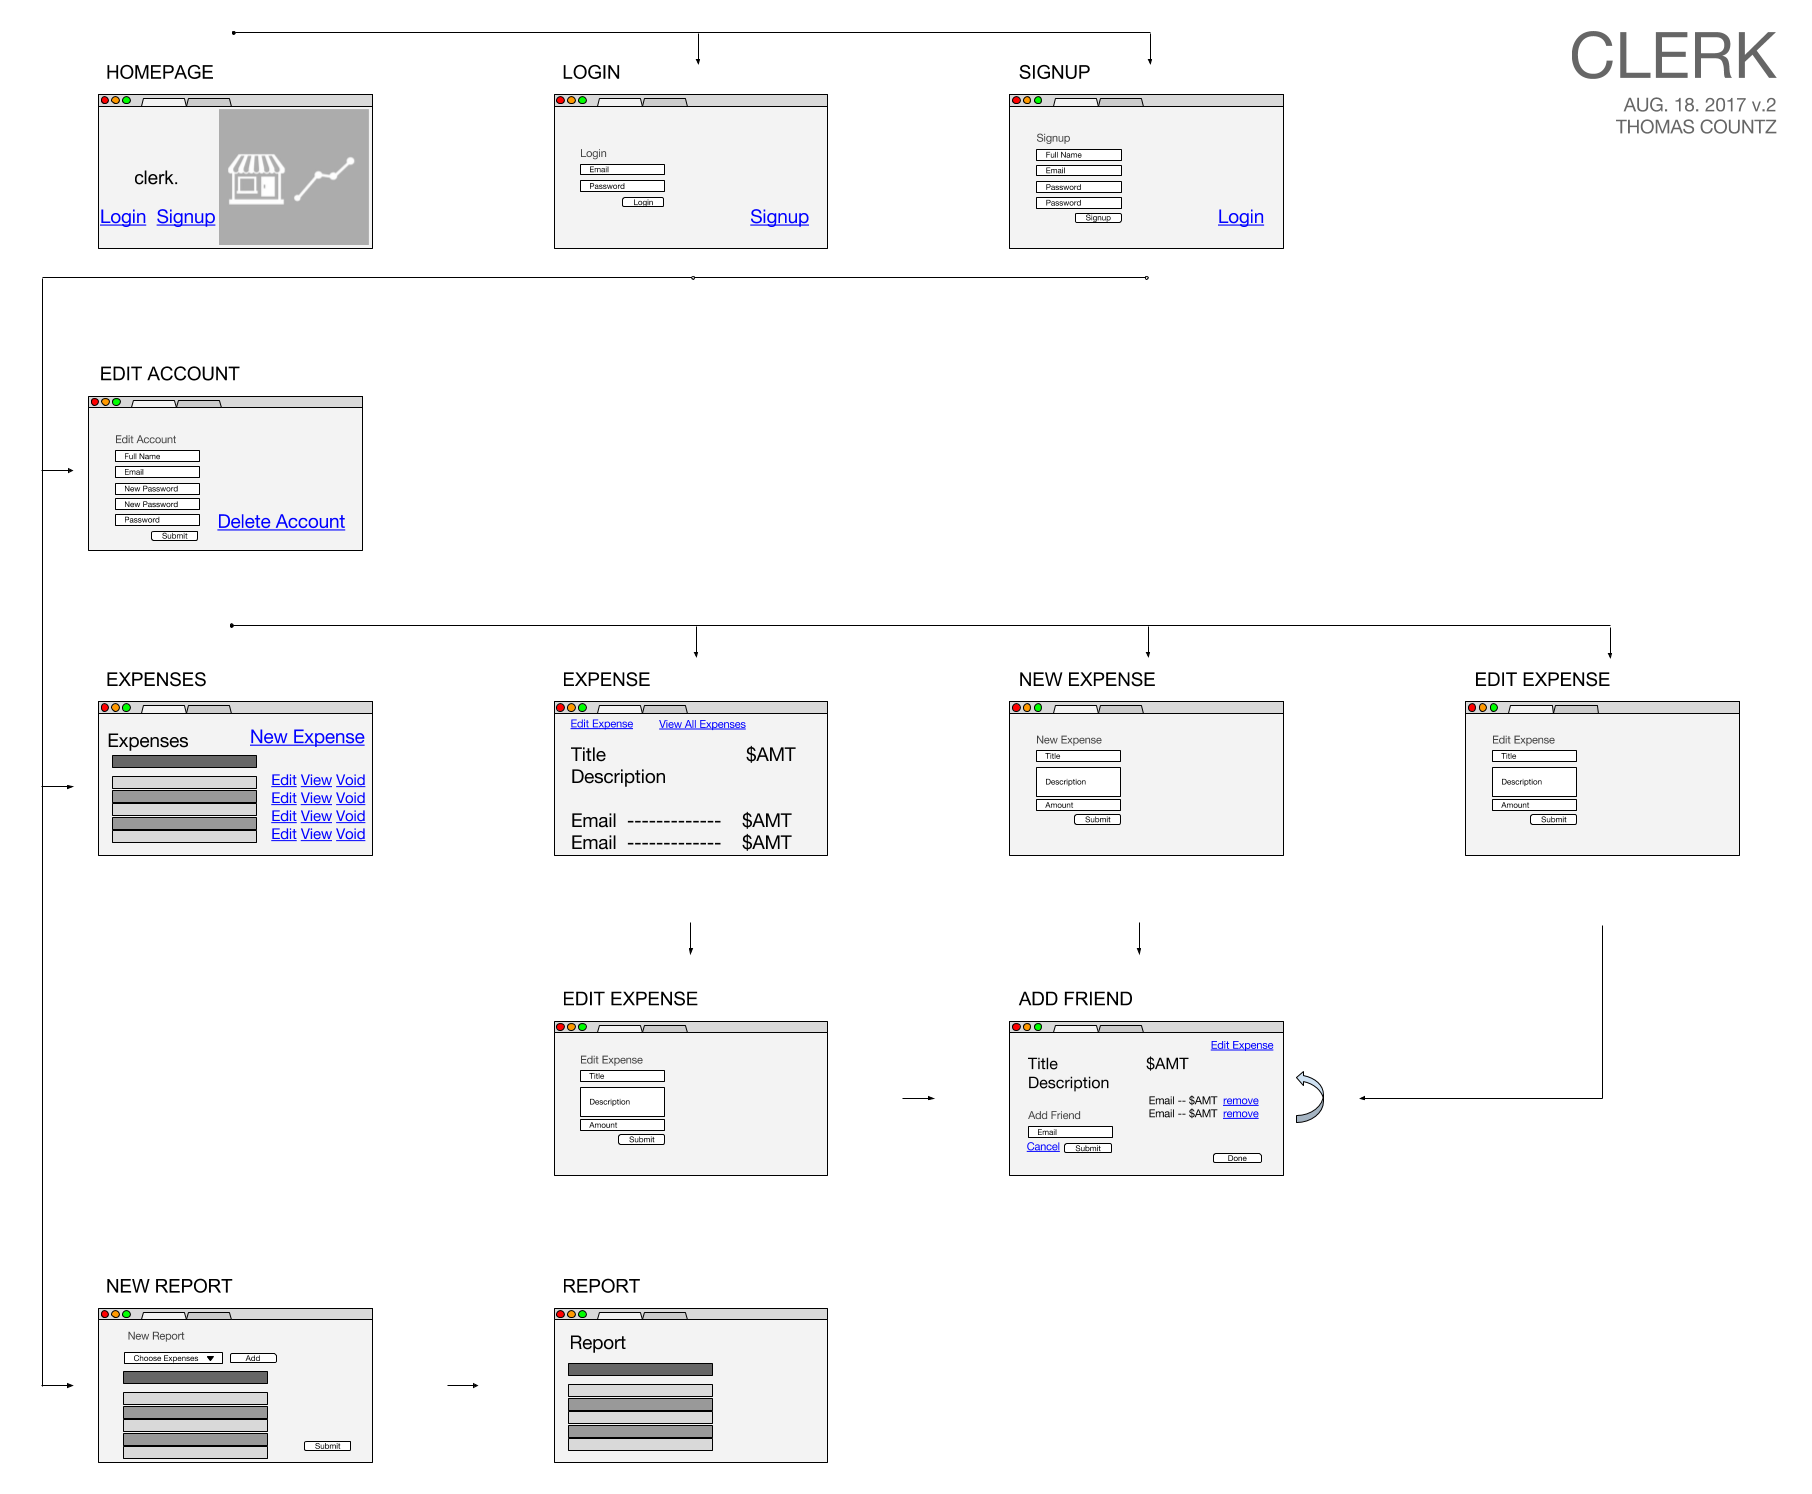 CLERK
AUG. 18. 2017 v.2
THOMAS COUNTZ
HOMEPAGE
clerk.
Login Signup
LOGIN
Login
Email
Password
Login
Signup
SIGNUP
Signup
Full Name
Email
Password
Password
Signup
Login
EDIT ACCOUNT
Edit Account
Full Name
Email
New Password
New Password
Password
Submit
Delete Account
EXPENSES
Expenses New Expense
Edit View Void
Edit View Void
Edit View Void
Edit View Void
EXPENSE
Edit Expense View All Expenses
Title $AMT
Description
Email ------------- $AMT
Email ------------- $AMT
NEW EXPENSE
New Expense
Title
Description
Amount
Submit
EDIT EXPENSE
Edit Expense
Title
Description
Amount
Submit
EDIT EXPENSE
Edit Expense
Title
Description
Amount
Submit
ADD FRIEND
Edit Expense
Title $AMT
Description
Email -- $AMT remove
Email -- $AMT remove
Add Friend
Email
Cancel Submit
Done
NEW REPORT
New Report
Choose Expenses Add
Submit
REPORT
Report